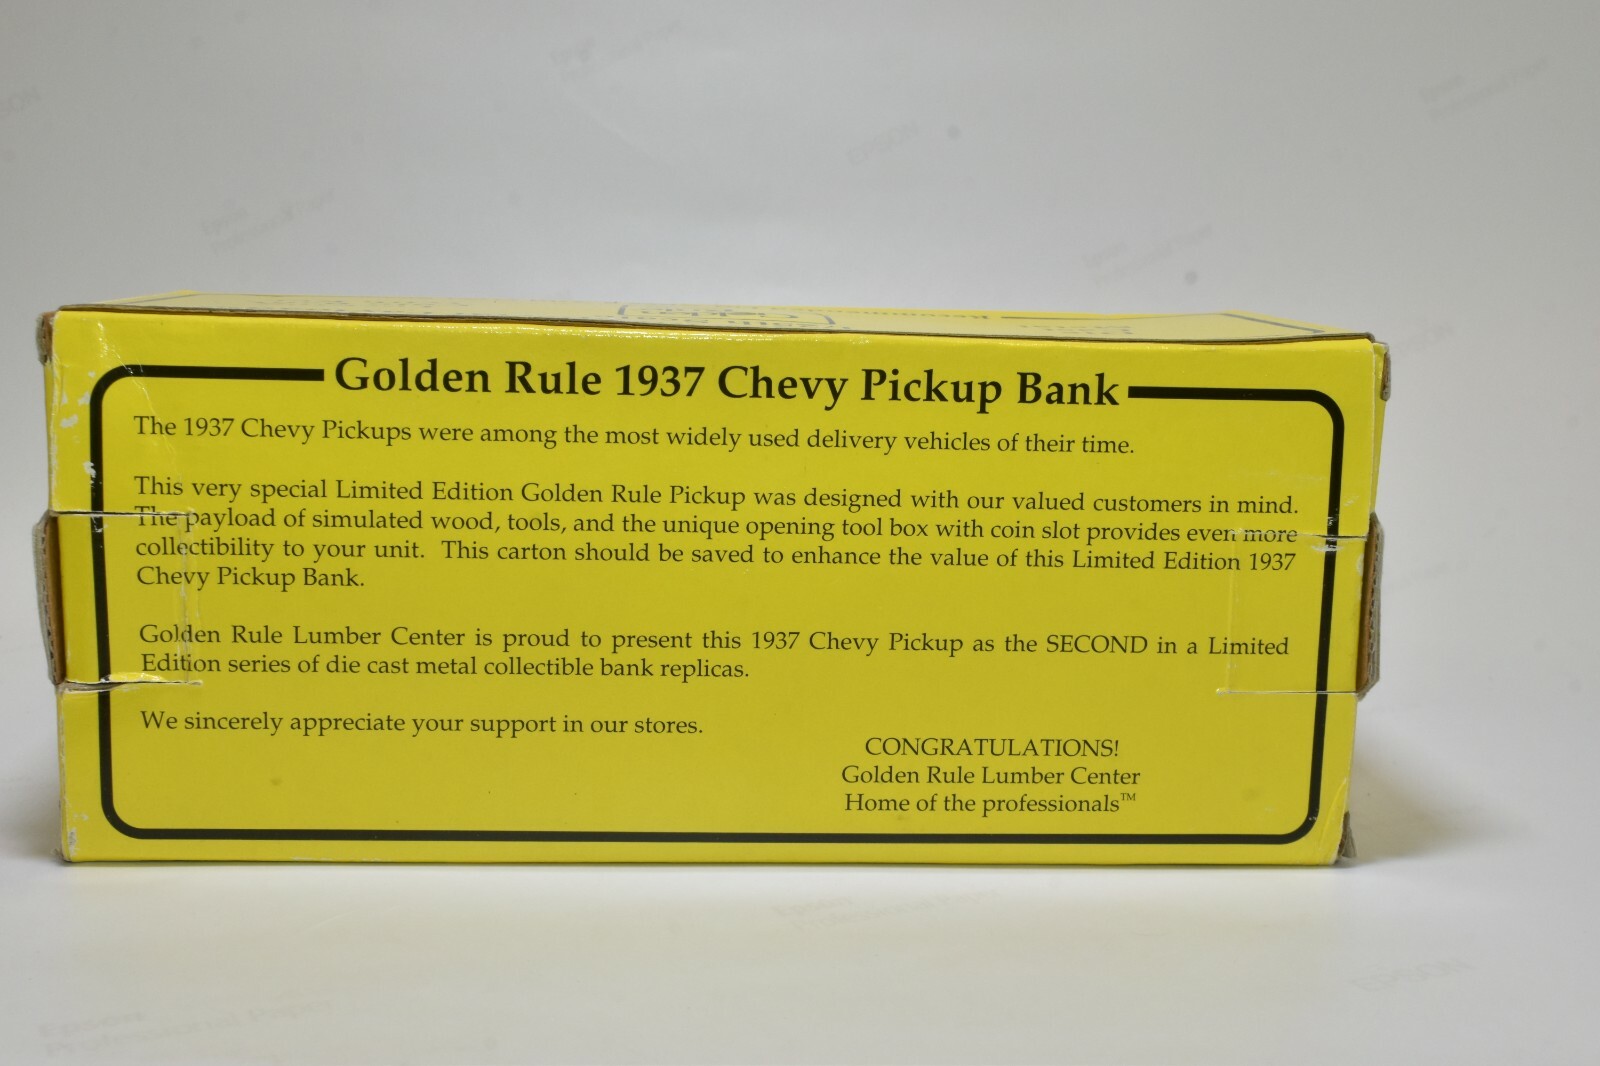 Golden Rule 1937 Chevy Pickup Bank
The 1937 Chevy Pickups were among the most widely used delivery vehicles of their time.
This very special Limited Edition Golden Rule Pickup was designed with our valued customers in mind.
The payload of simulated wood, tools, and the unique opening tool box with coin slot provides even more
collectibility to your unit. This carton should be saved to enhance the value of this Limited Edition 1937
Chevy Pickup Bank.
Golden Rule Lumber Center is proud to present this 1937 Chevy Pickup as the SECOND in a Limited
Edition series of die cast metal collectible bank replicas.
We sincerely appreciate your support in our stores.
CONGRATULATIONS!
Golden Rule Lumber Center
Home of the professionals™